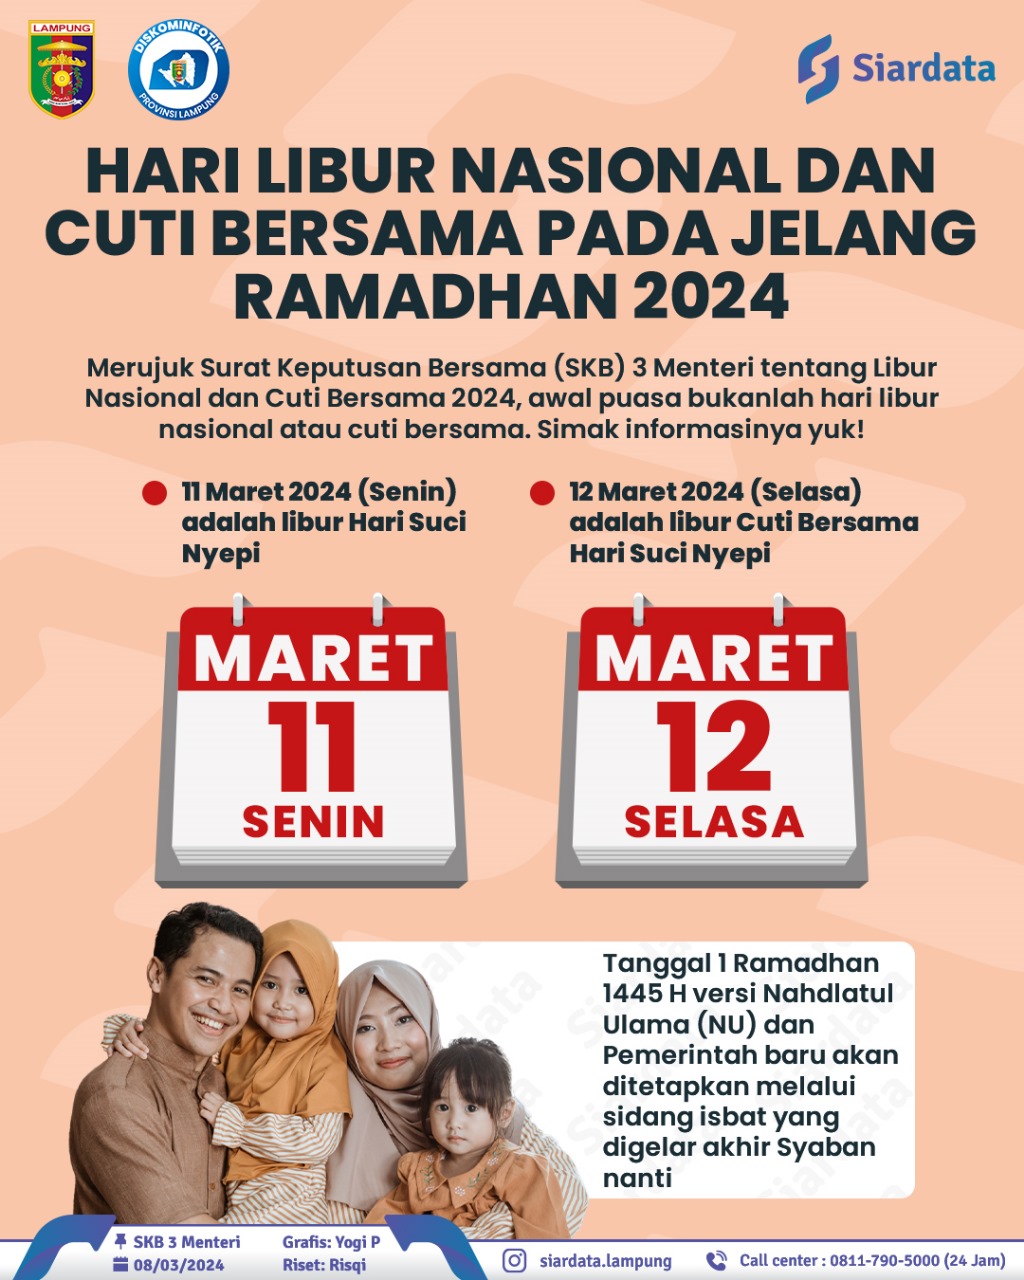 LAMPUNG
DISKOMINFOTIK
PROVINSI LAMPUNG
Siardata
HARI LIBUR NASIONAL DAN
CUTI BERSAMA PADA JELANG
RAMADHAN 2024
Merujuk Surat Keputusan Bersama (SKB) 3 Menteri tentang Libur
Nasional dan Cuti Bersama 2024, awal puasa bukanlah hari libur
nasional atau cuti bersama. Simak informasinya yuk!
11 Maret 2024 (Senin)
adalah libur Hari Suci
Nyepi
12 Maret 2024 (Selasa)
adalah libur Cuti Bersama
Hari Suci Nyepi
MARET
11
SENIN
MARET
12
SELASA
Tanggal 1 Ramadhan
1445 H versi Nahdlatul
Ulama (NU) dan
Pemerintah baru akan
ditetapkan melalui
sidang isbat yang
digelar akhir Syaban
nanti
SKB 3 Menteri
08/03/2024
Grafis: Yogi P
Riset: Risqi
siardata.lampung
Call center : 0811-790-5000 (24 Jam)